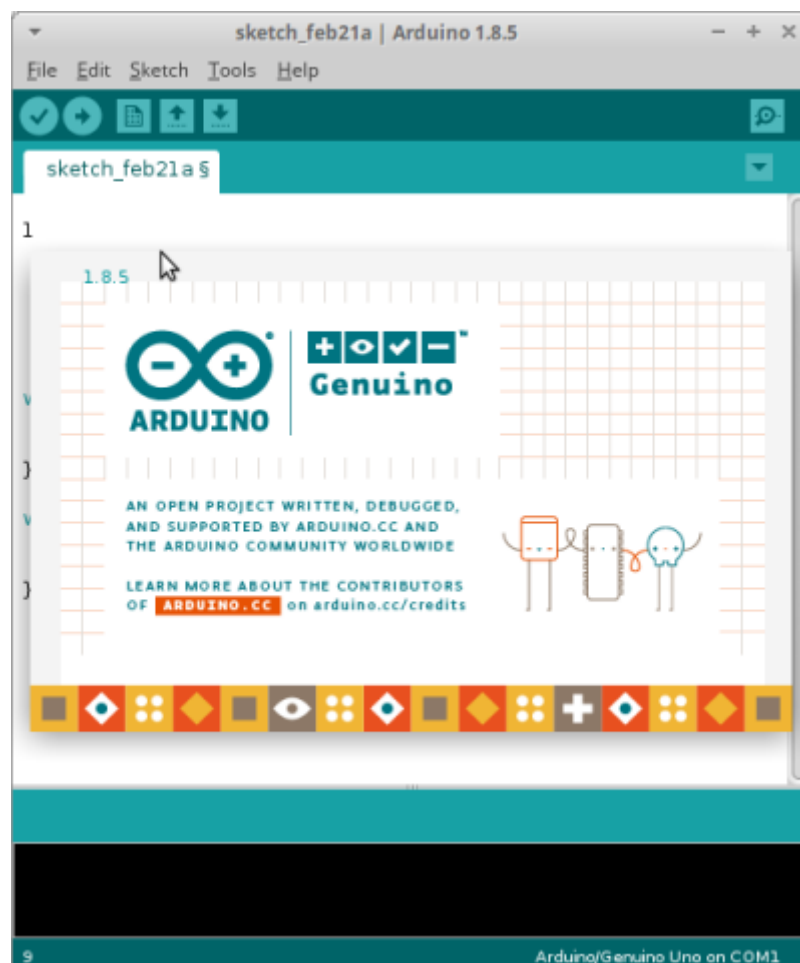 sketch_feb21a | Arduino 1.8.5
File Edit Sketch Tools Help
sketch_feb21a §
l
1.8.5
ARDUINO
Genuino
™
v
}
v
}
AN OPEN PROJECT WRITTEN, DEBUGGED,
AND SUPPORTED BY ARDUINO.CC AND
THE ARDUINO COMMUNITY WORLDWIDE
LEARN MORE ABOUT THE CONTRIBUTORS
OF ARDUINO.CC on arduino.cc/credits
9
Arduino/Genuino Uno on COM1